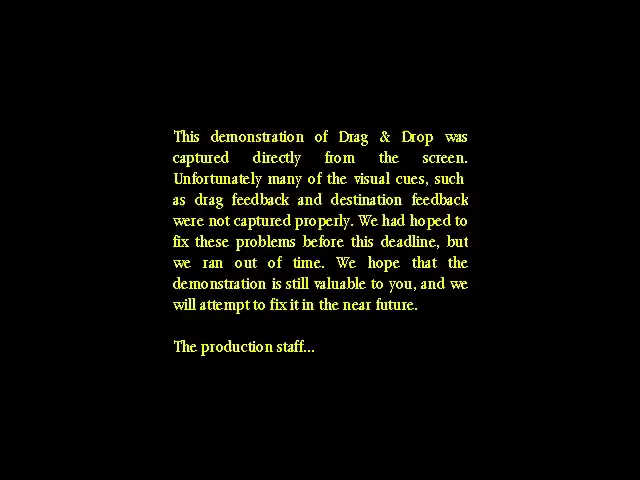 This demonstration of Drag & Drop was
captured directly from the screen.
Unfortunately many of the visual cues, such
as drag feedback and destination feedback
were not captured properly. We had hoped to
fix these problems before this deadline, but
we ran out of time. We hope that the
demonstration is still valuable to you, and we
will attempt to fix it in the near future.
The production staff...